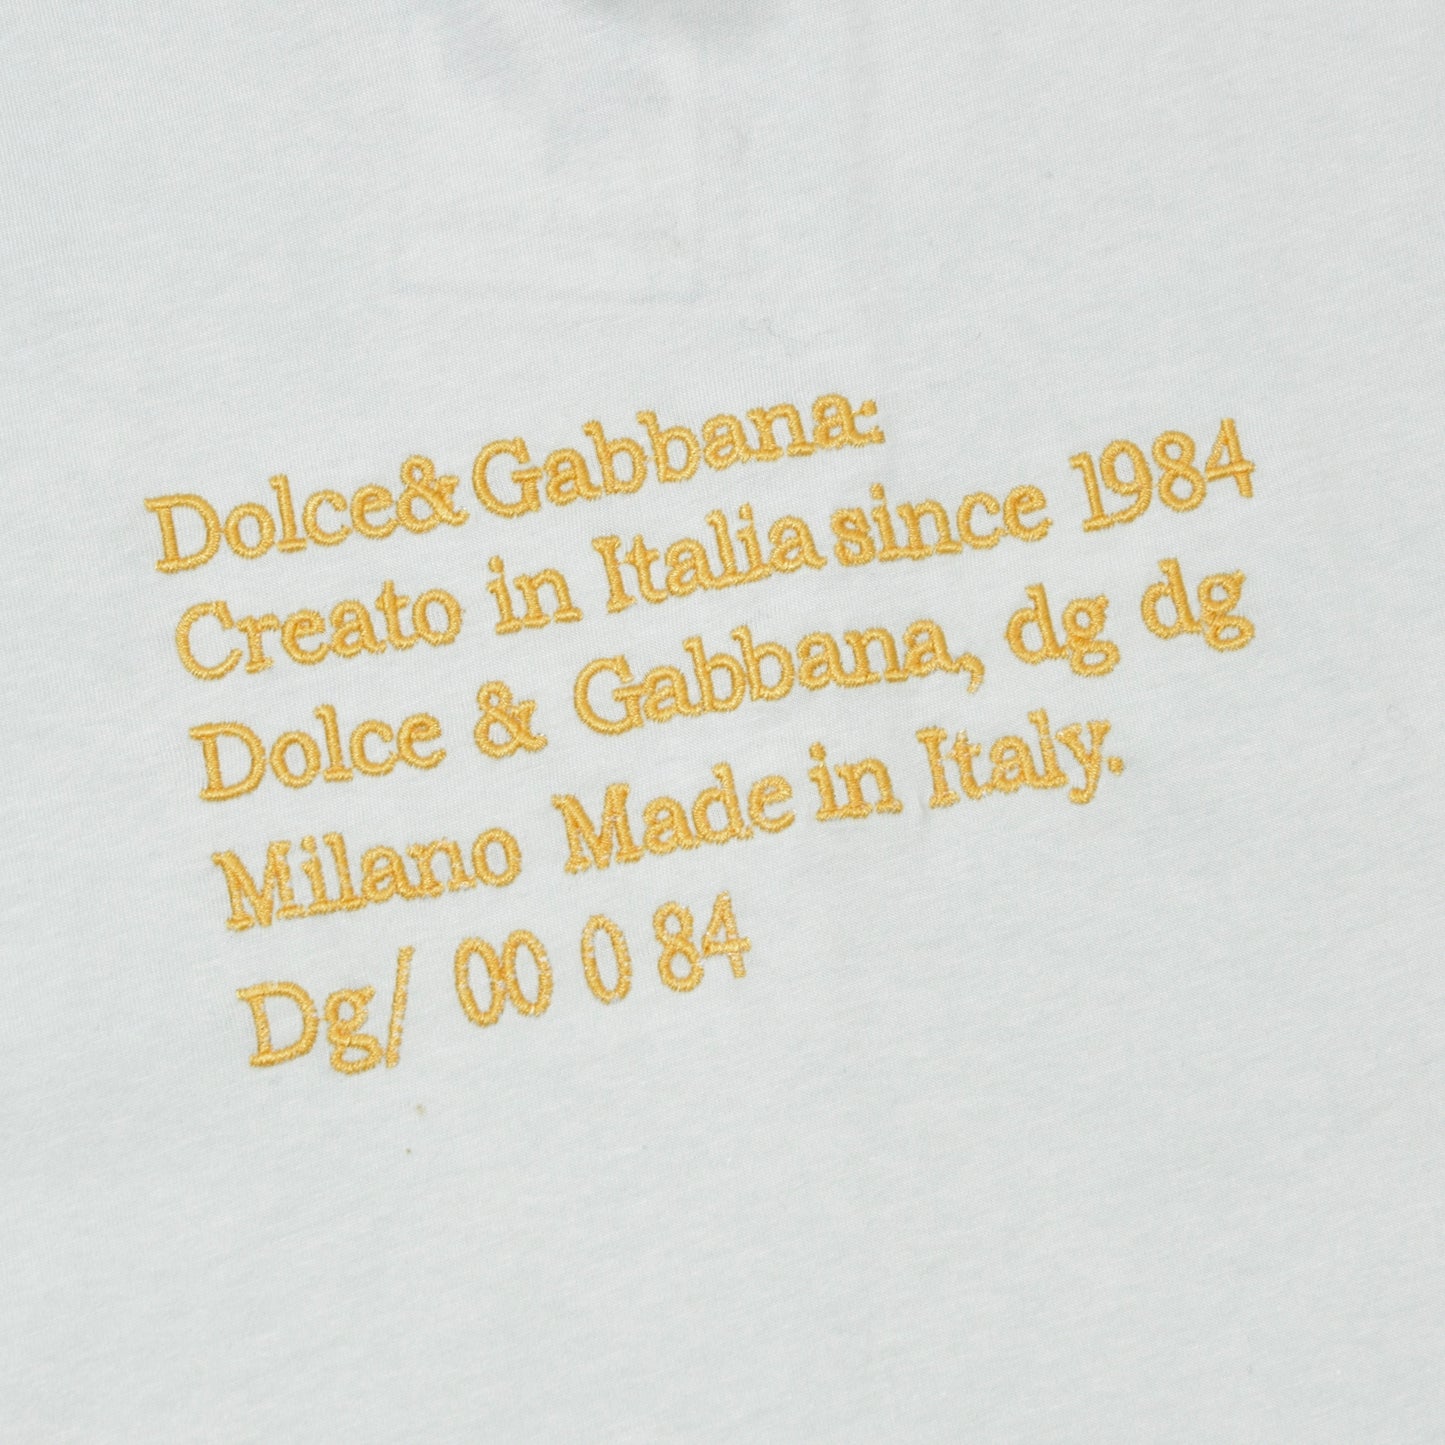 Dolce&Gabbana:
Creato in Italia since 1984
Dolce & Gabbana, dg dg
Milano Made in Italy.
Dg/ 00 0 84